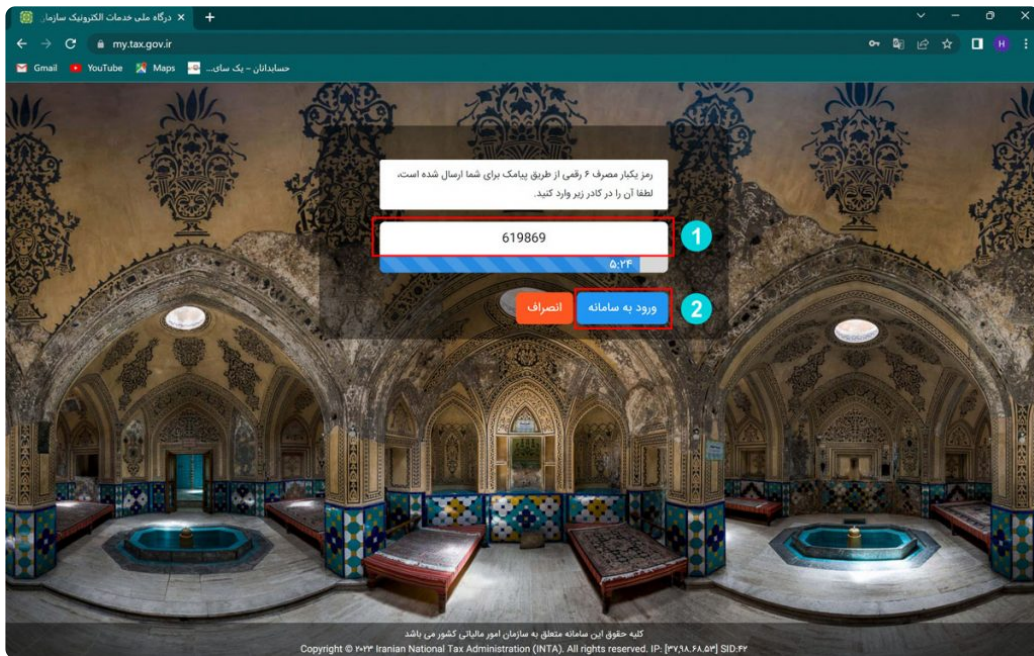 درگاه ملی خدمات الکترونیک سازمان
my.tax.gov.ir
H
Gmail
YouTube
Maps
حسابدانان – یک سای...
رمز یکبار مصرف ۶ رقمی از طریق پیامک برای شما ارسال شده است،
لطفا آن را در کادر زیر وارد کنید.
619869
1
۵:۲۴
ورود به سامانه
انصراف
2
کلیه حقوق این سامانه متعلق به سازمان امور مالیاتی کشور می باشد
Copyright © ۲۰۲۳ Iranian National Tax Administration (INTA). All rights reserved. IP: [۳۷,۹۸.۶۸.۵۳] SID:۴۲